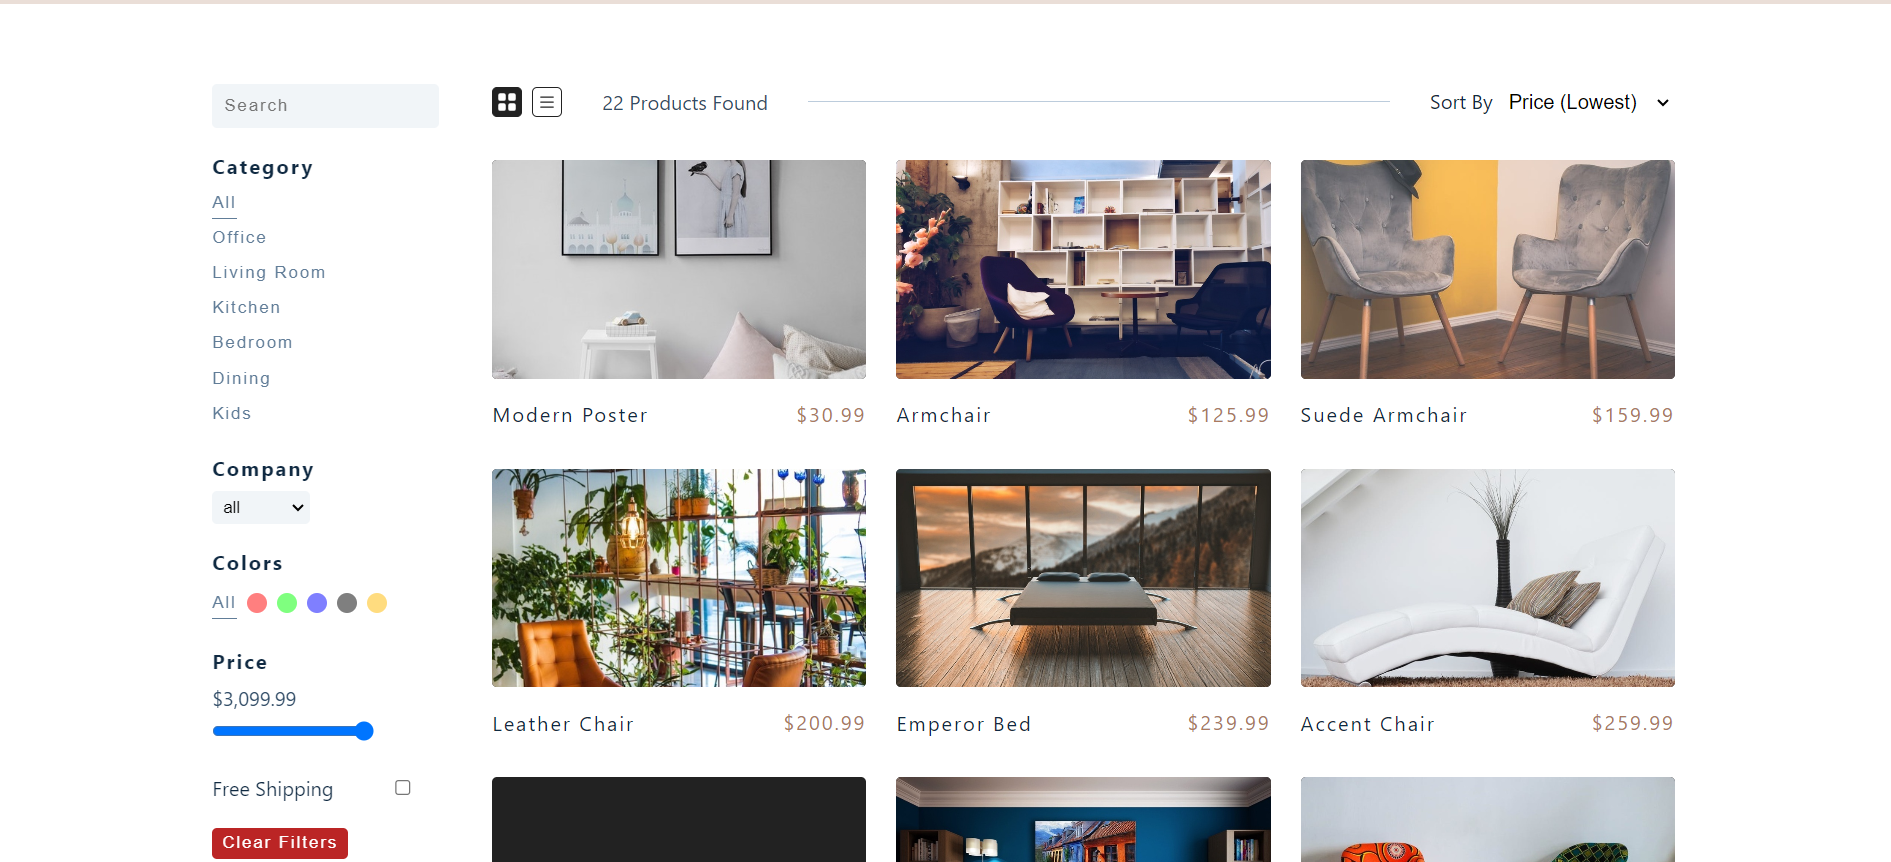 Search
Category
All
Office
Living Room
Kitchen
Bedroom
Dining
Kids
Company
all
Colors
All
Price
$3,099.99
Free Shipping
Clear Filters
22 Products Found
Sort By Price (Lowest)
Modern Poster $30.99
Armchair $125.99
Suede Armchair $159.99
Leather Chair $200.99
Emperor Bed $239.99
Accent Chair $259.99